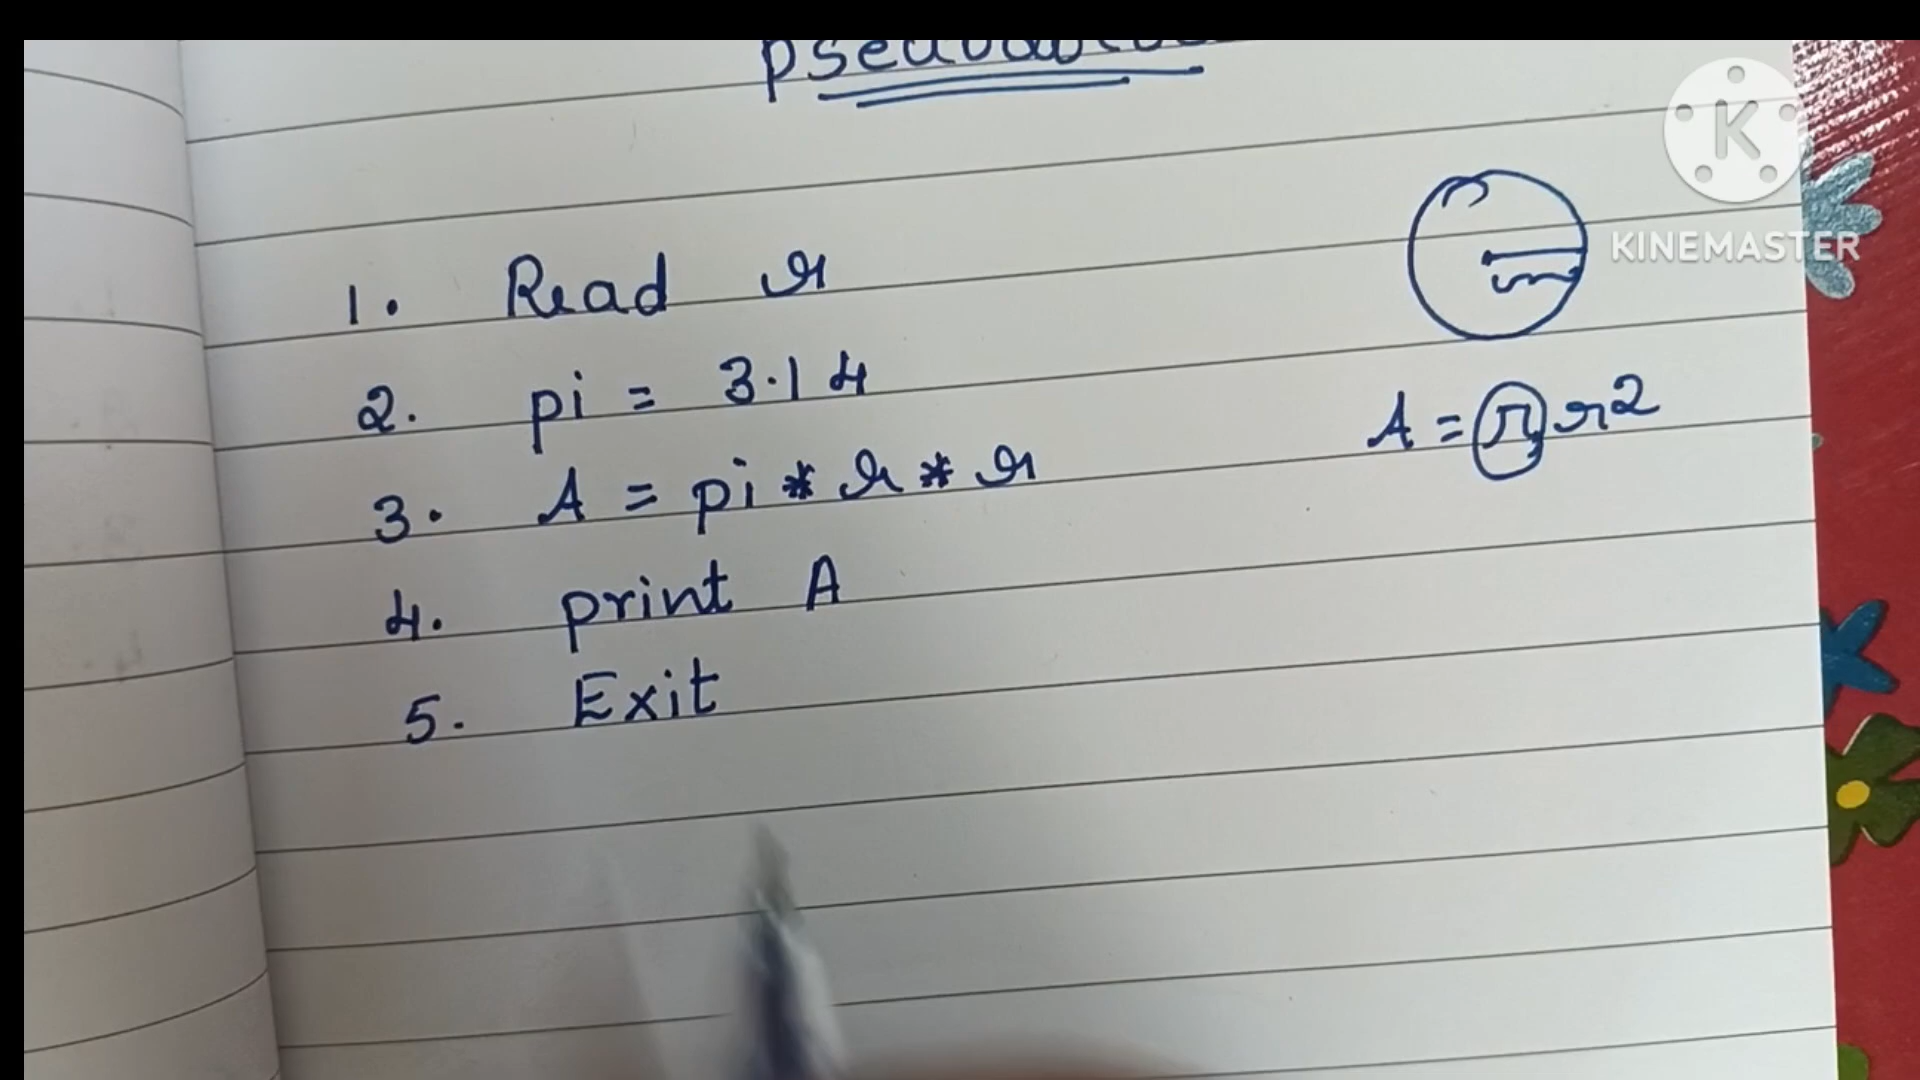 1. Read r
2. pi = 3.14
3. A = pi * r * r
4. print A
5. Exit
A = π r2
KINEMASTER